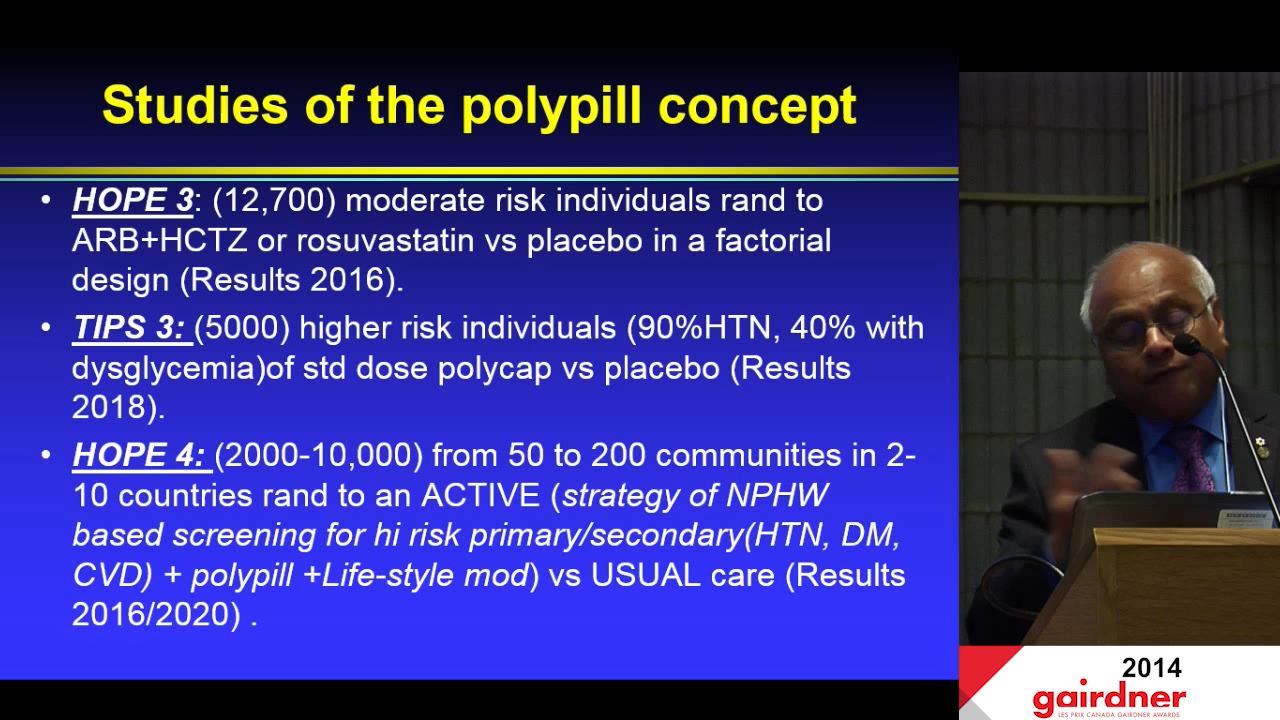 Studies of the polypill concept
• HOPE 3: (12,700) moderate risk individuals rand to
ARB+HCTZ or rosuvastatin vs placebo in a factorial
design (Results 2016).
• TIPS 3: (5000) higher risk individuals (90%HTN, 40% with
dysglycemia)of std dose polycap vs placebo (Results
2018).
• HOPE 4: (2000-10,000) from 50 to 200 communities in 2-
10 countries rand to an ACTIVE (strategy of NPHW
based screening for hi risk primary/secondary(HTN, DM,
CVD) + polypill +Life-style mod) vs USUAL care (Results
2016/2020) .
2014
gairdner
LES PRIX CANADA GAIRDNER AWARDS